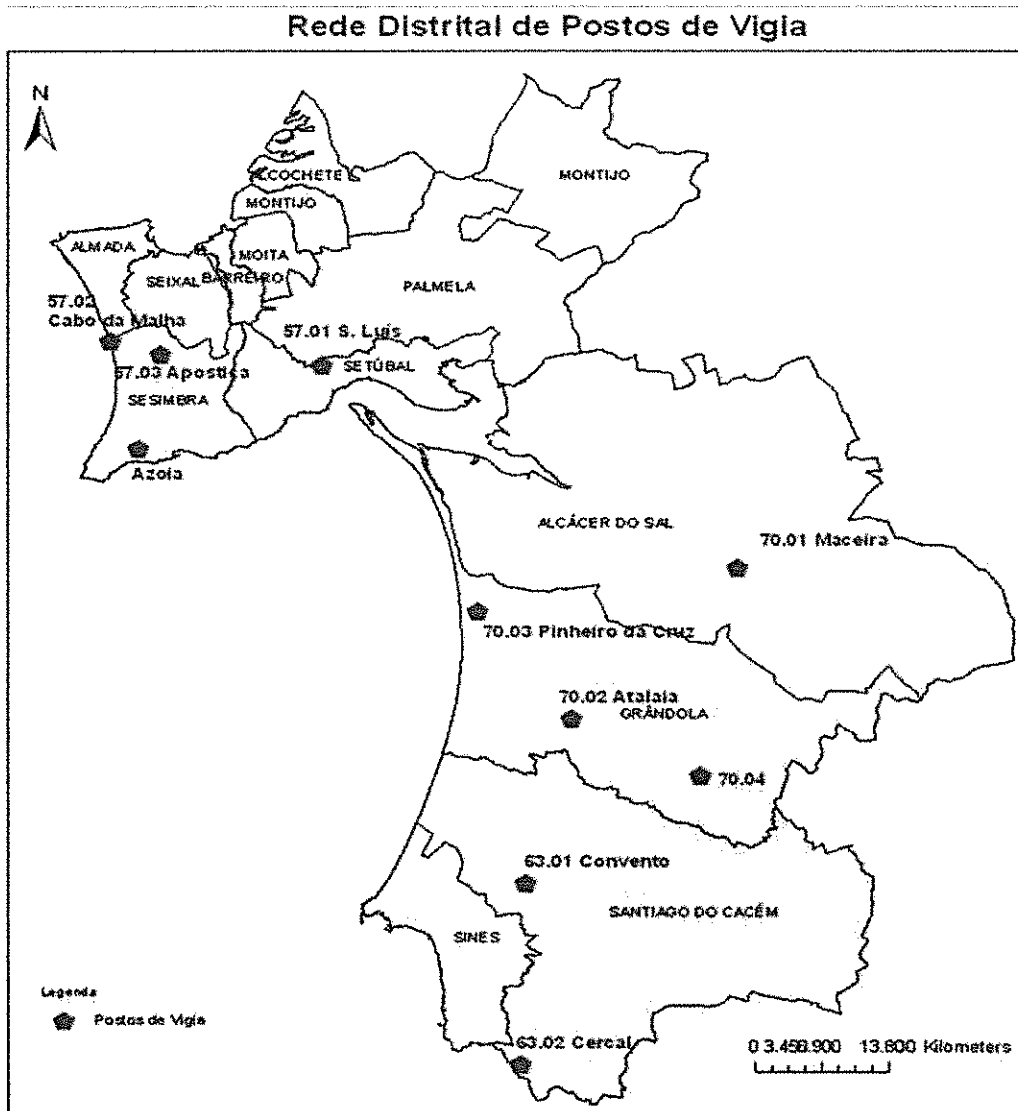 Rede Distrital de Postos de Vigia
N
ALCOCHETE
MONTIJO
MONTIJO
ALMADA
MOITA
SEIXAL
BARREIRO
PALMELA
57.02
Cabo da Malha
57.01 S. Luís
SETÚBAL
57.03 Apostiça
SESIMBRA
Azoia
ALCÁCER DO SAL
70.01 Maceira
70.03 Pinheiro da Cruz
70.02 Atalaia
GRÂNDOLA
70.04
63.01 Convento
SANTIAGO DO CACÉM
SINES
Legenda
Postos de Vigia
63.02 Cercal
0 3.456.900 13.800 Kilometers